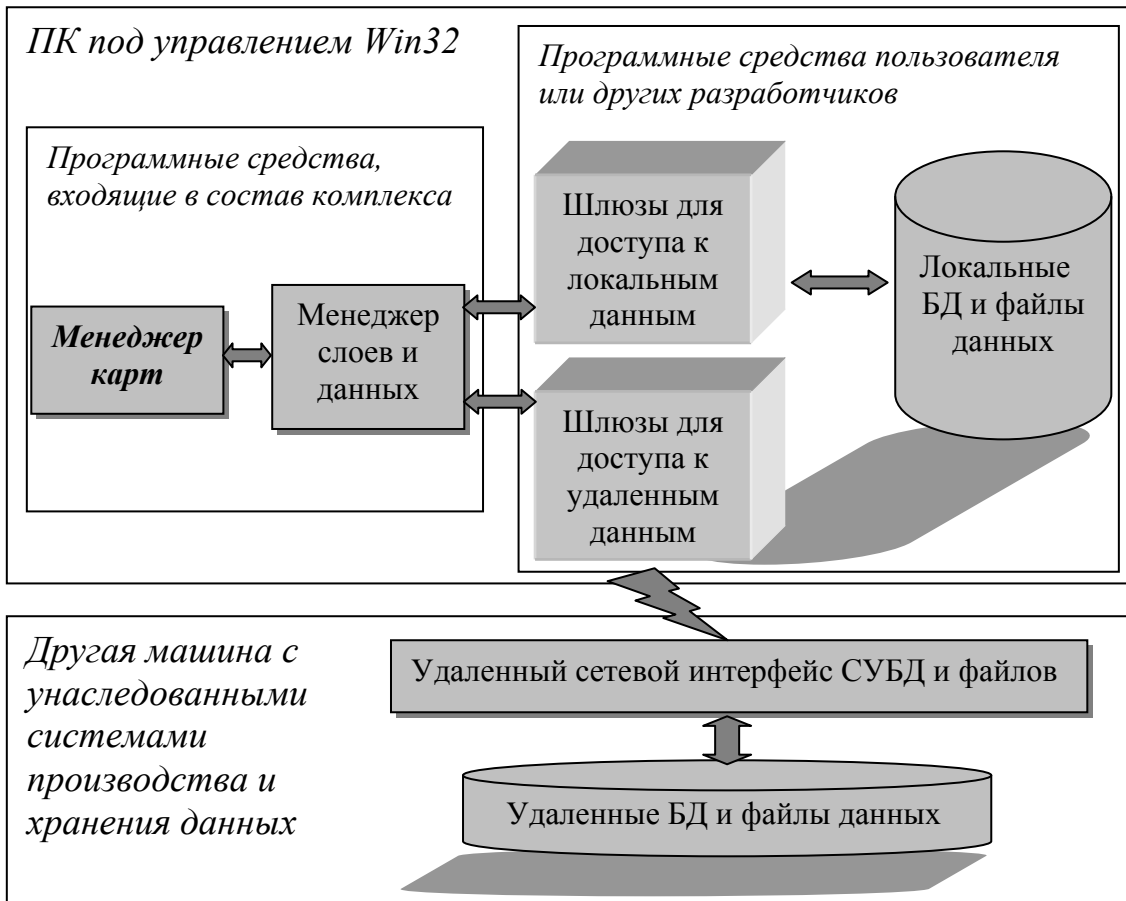 ПК под управлением Win32
Программные средства пользователя
или других разработчиков
Программные средства,
входящие в состав комплекса
Шлюзы для
доступа к
локальным
данным
Локальные
БД и файлы
данных
Менеджер
карт
Менеджер
слоев и
данных
Шлюзы для
доступа к
удаленным
данным
Другая машина с
унаследованными
системами
производства и
хранения данных
Удаленный сетевой интерфейс СУБД и файлов
Удаленные БД и файлы данных